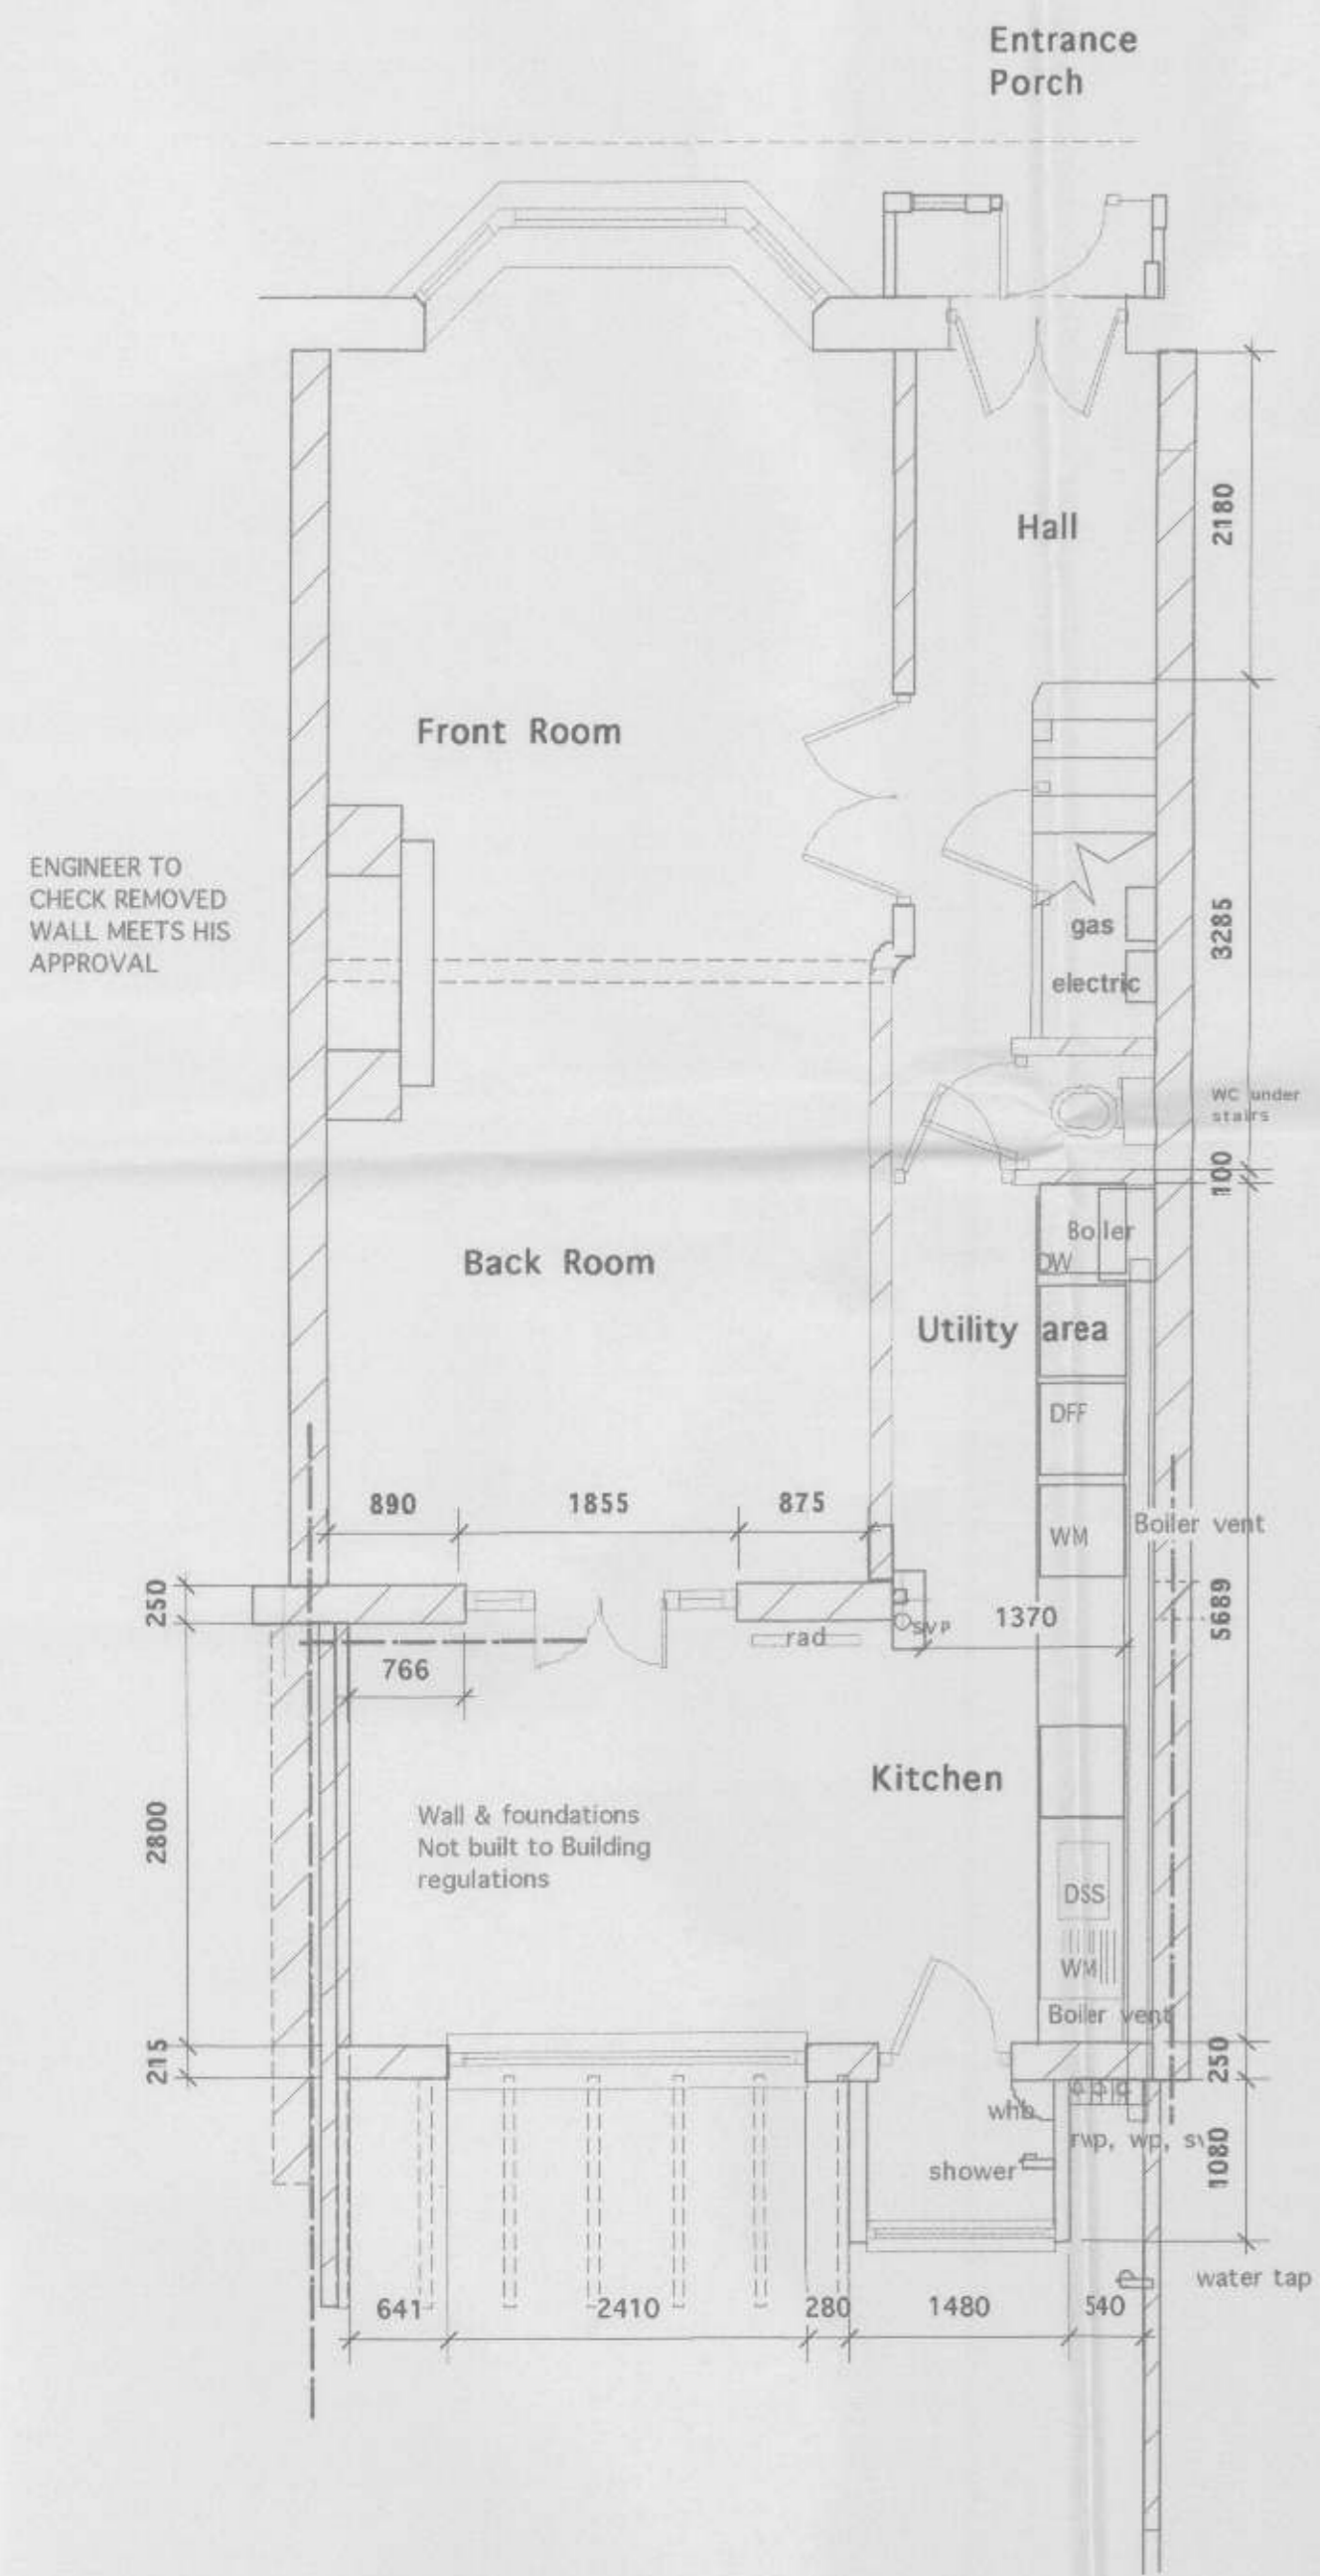 Entrance
Porch
Hall
2180
Front Room
ENGINEER TO
CHECK REMOVED
WALL MEETS HIS
APPROVAL
gas
electric
3285
WC under
stairs
100
Boiler
DW
Back Room
Utility area
DFF
890
1855
875
WM
Boiler vent
250
SVP
1370
5689
rad
766
Kitchen
Wall & foundations
Not built to Building
regulations
2800
DSS
WM
Boiler vent
215
250
whb
rwp, wp, sv
1080
shower
water tap
641
2410
280
1480
540